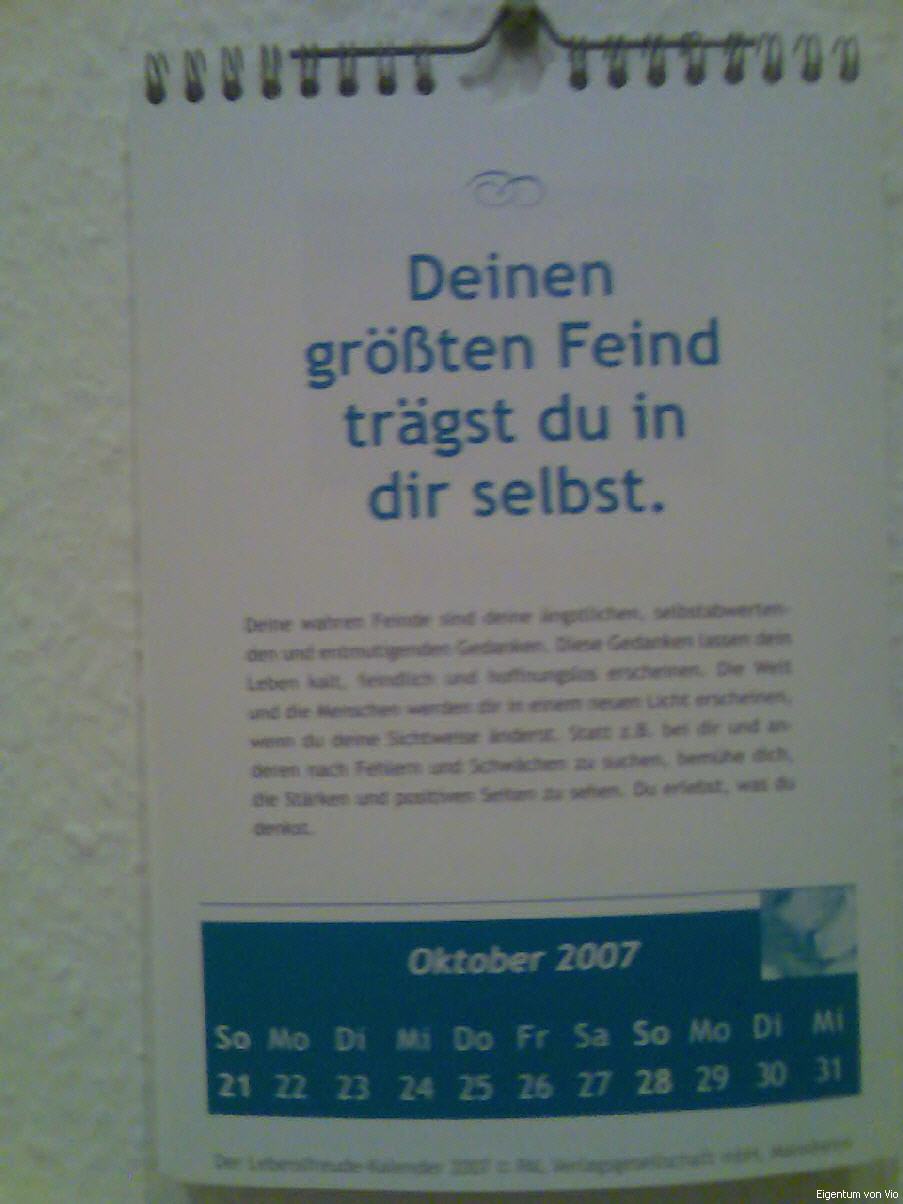 Deinen
größten Feind
trägst du in
dir selbst.
Deine wahren Feinde sind deine ängstlichen, selbstabwerten-
den und entmutigenden Gedanken. Diese Gedanken lassen dein
Leben kalt, feindlich und hoffnungslos erscheinen. Die Welt
und die Menschen werden dir in einem neuen Licht erscheinen,
wenn du deine Sichtweise änderst. Statt z.B. bei dir und an-
deren nach Fehlern und Schwächen zu suchen, bemühe dich,
die Stärken und positiven Seiten zu sehen. Du erlebst, was du
denkst.
Oktober 2007
So Mo Di Mi Do Fr Sa So Mo Di Mi
21 22 23 24 25 26 27 28 29 30 31
Der Lebensfreude-Kalender 2007 © PAL Verlagsgesellschaft mbH, Mannheim
Eigentum von Vio